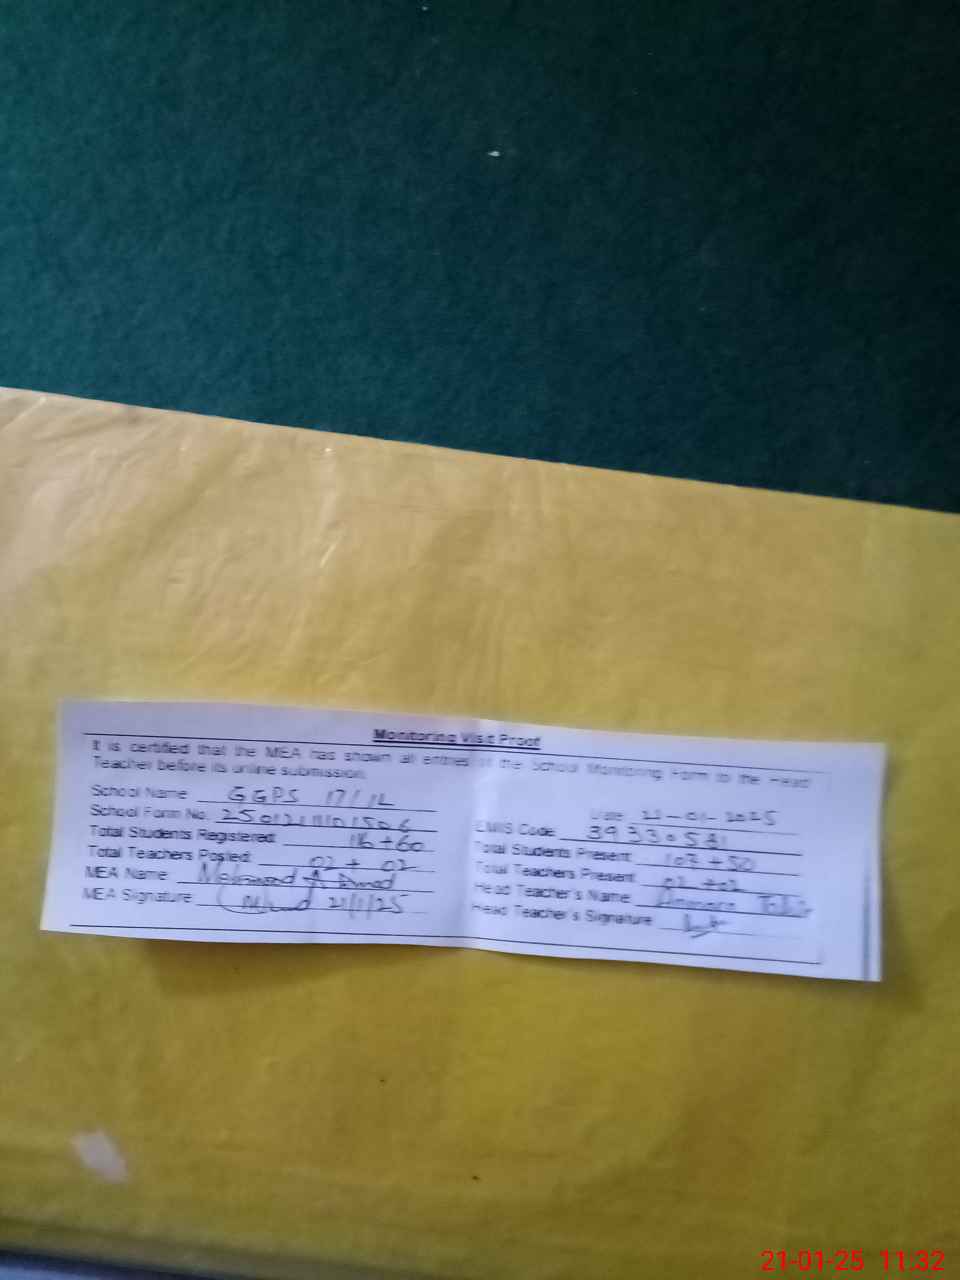 Monitoring Visit Proof
It is certified that the MEA has shown all entries of the School Monitoring Form to the Head
Teacher before its online submission.
School Name GGPS 17/1L
Date 21-01-2025
School Form No.
EMIS Code 39330581
Total Students Registered: 116+60
Total Students Present: 107+50
Total Teachers Posted: 02 + 02
Total Teachers Present: 02 +02
MEA Name
Head Teacher's Name
MEA Signature 21/1/25
Head Teacher's Signature
21-01-25 11:32